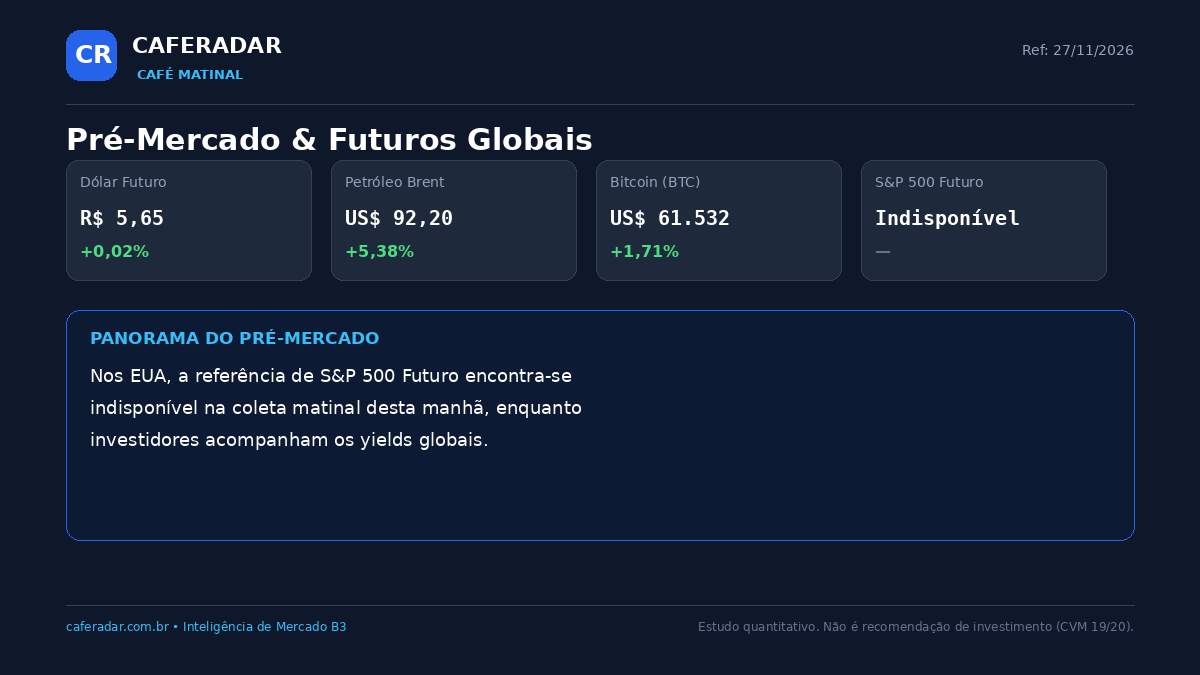 CR
CAFERADAR
CAFÉ MATINAL
Ref: 27/11/2026
Pré-Mercado & Futuros Globais
Dólar Futuro
R$ 5,65
+0,02%
Petróleo Brent
US$ 92,20
+5,38%
Bitcoin (BTC)
US$ 61.532
+1,71%
S&P 500 Futuro
Indisponível
—
PANORAMA DO PRÉ-MERCADO
Nos EUA, a referência de S&P 500 Futuro encontra-se
indisponível na coleta matinal desta manhã, enquanto
investidores acompanham os yields globais.
caferadar.com.br • Inteligência de Mercado B3
Estudo quantitativo. Não é recomendação de investimento (CVM 19/20).